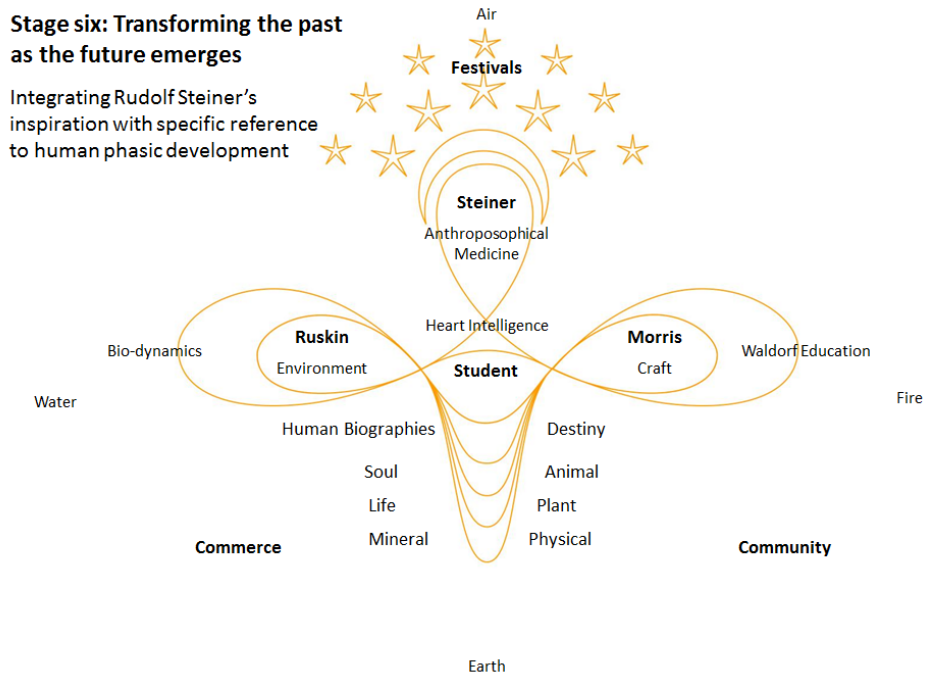 Stage six: Transforming the past
as the future emerges
Integrating Rudolf Steiner's
inspiration with specific reference
to human phasic development
Air
Festivals
Steiner
Anthroposophical
Medicine
Heart Intelligence
Ruskin
Environment
Bio-dynamics
Student
Morris
Craft
Waldorf Education
Water
Fire
Human Biographies
Destiny
Soul
Animal
Life
Plant
Mineral
Physical
Commerce
Community
Earth